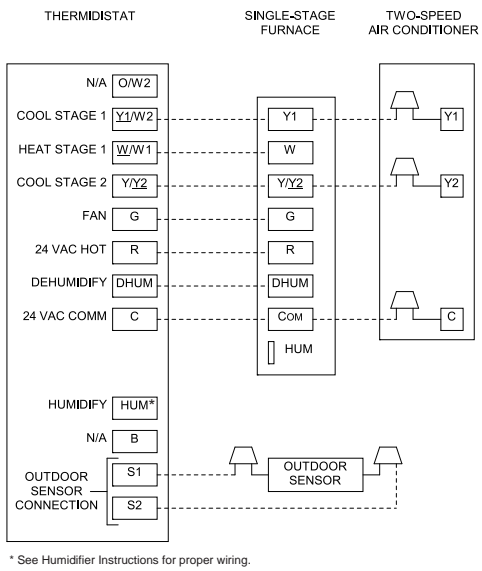 THERMIDISTAT
SINGLE-STAGE
FURNACE
TWO-SPEED
AIR CONDITIONER
N/A O/W2
COOL STAGE 1 Y1/W2 Y1 Y1
HEAT STAGE 1 W/W1 W
COOL STAGE 2 Y/Y2 Y/Y2 Y2
FAN G G
24 VAC HOT R R
DEHUMIDIFY DHUM DHUM
24 VAC COMM C COM C
HUM
HUMIDIFY HUM*
N/A B
OUTDOOR
SENSOR
CONNECTION
S1
S2
OUTDOOR
SENSOR
* See Humidifier Instructions for proper wiring.